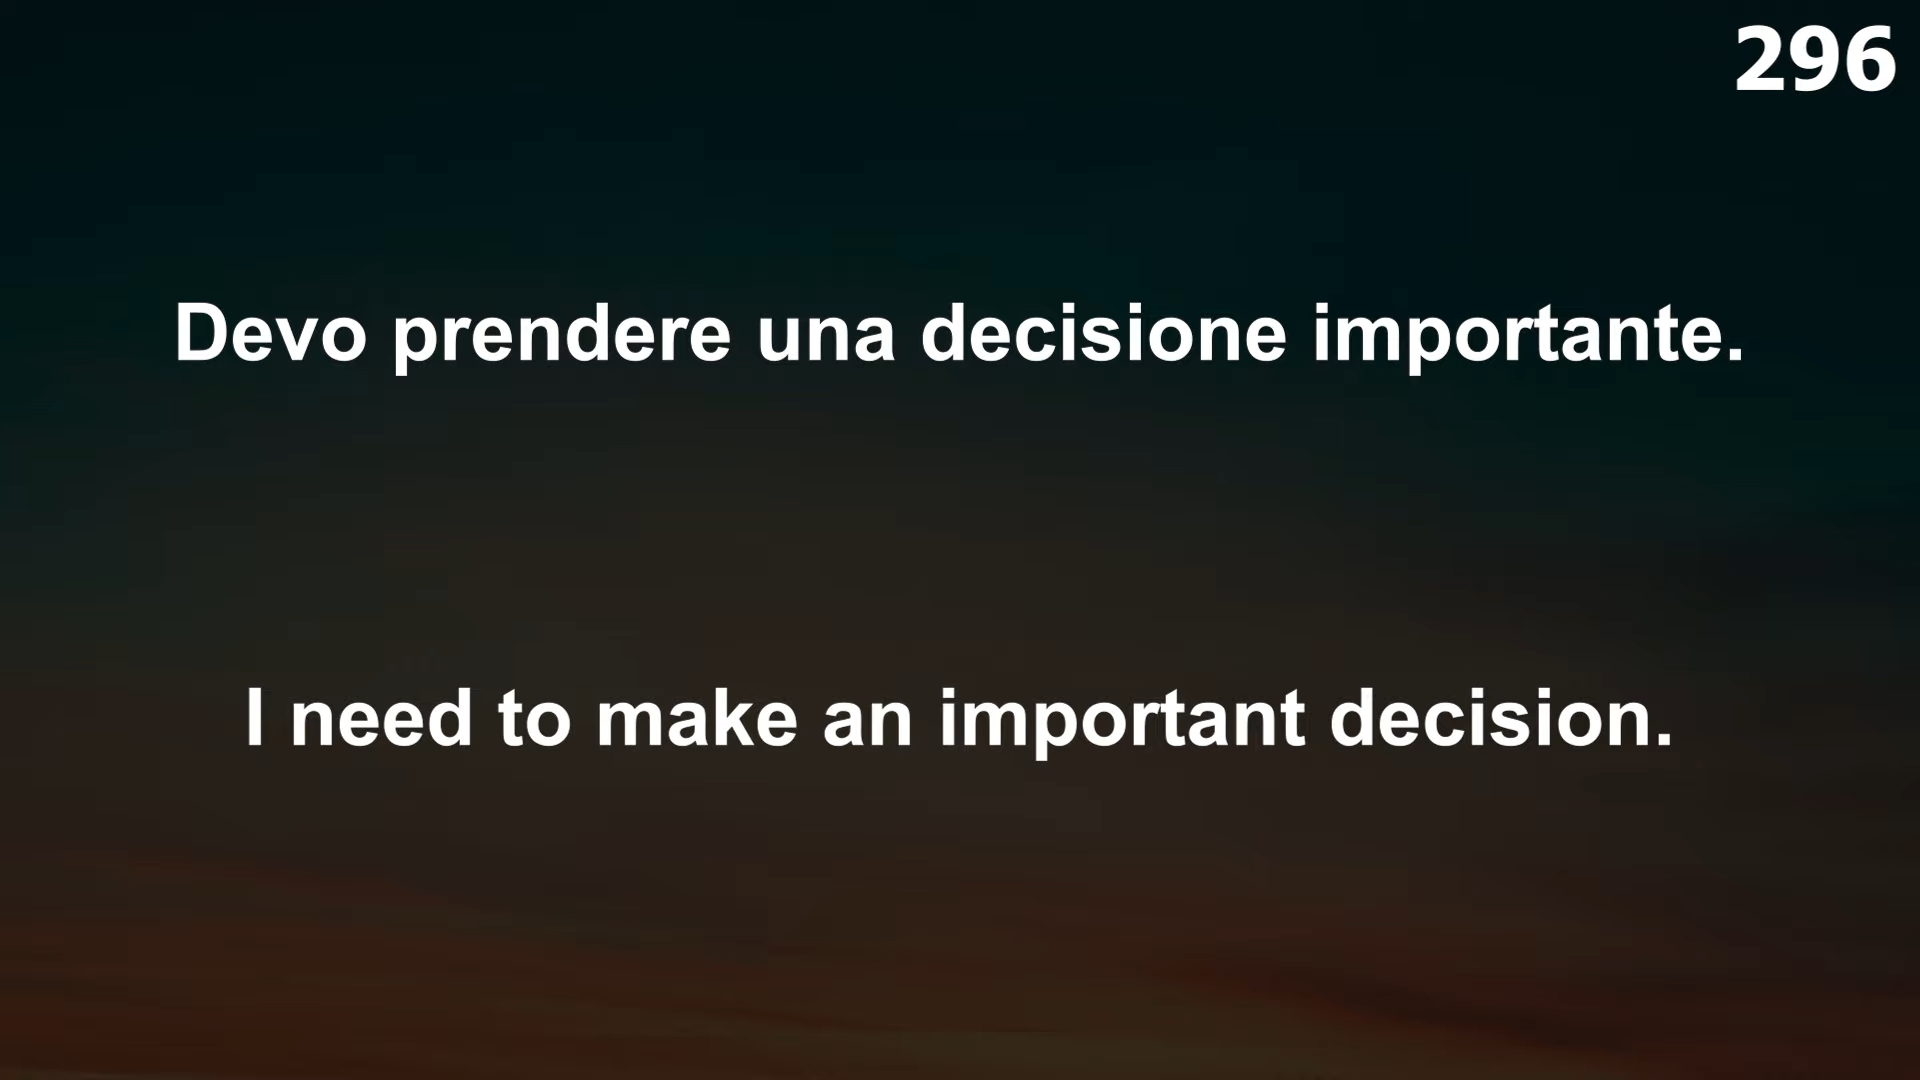 296
Devo prendere una decisione importante.
I need to make an important decision.